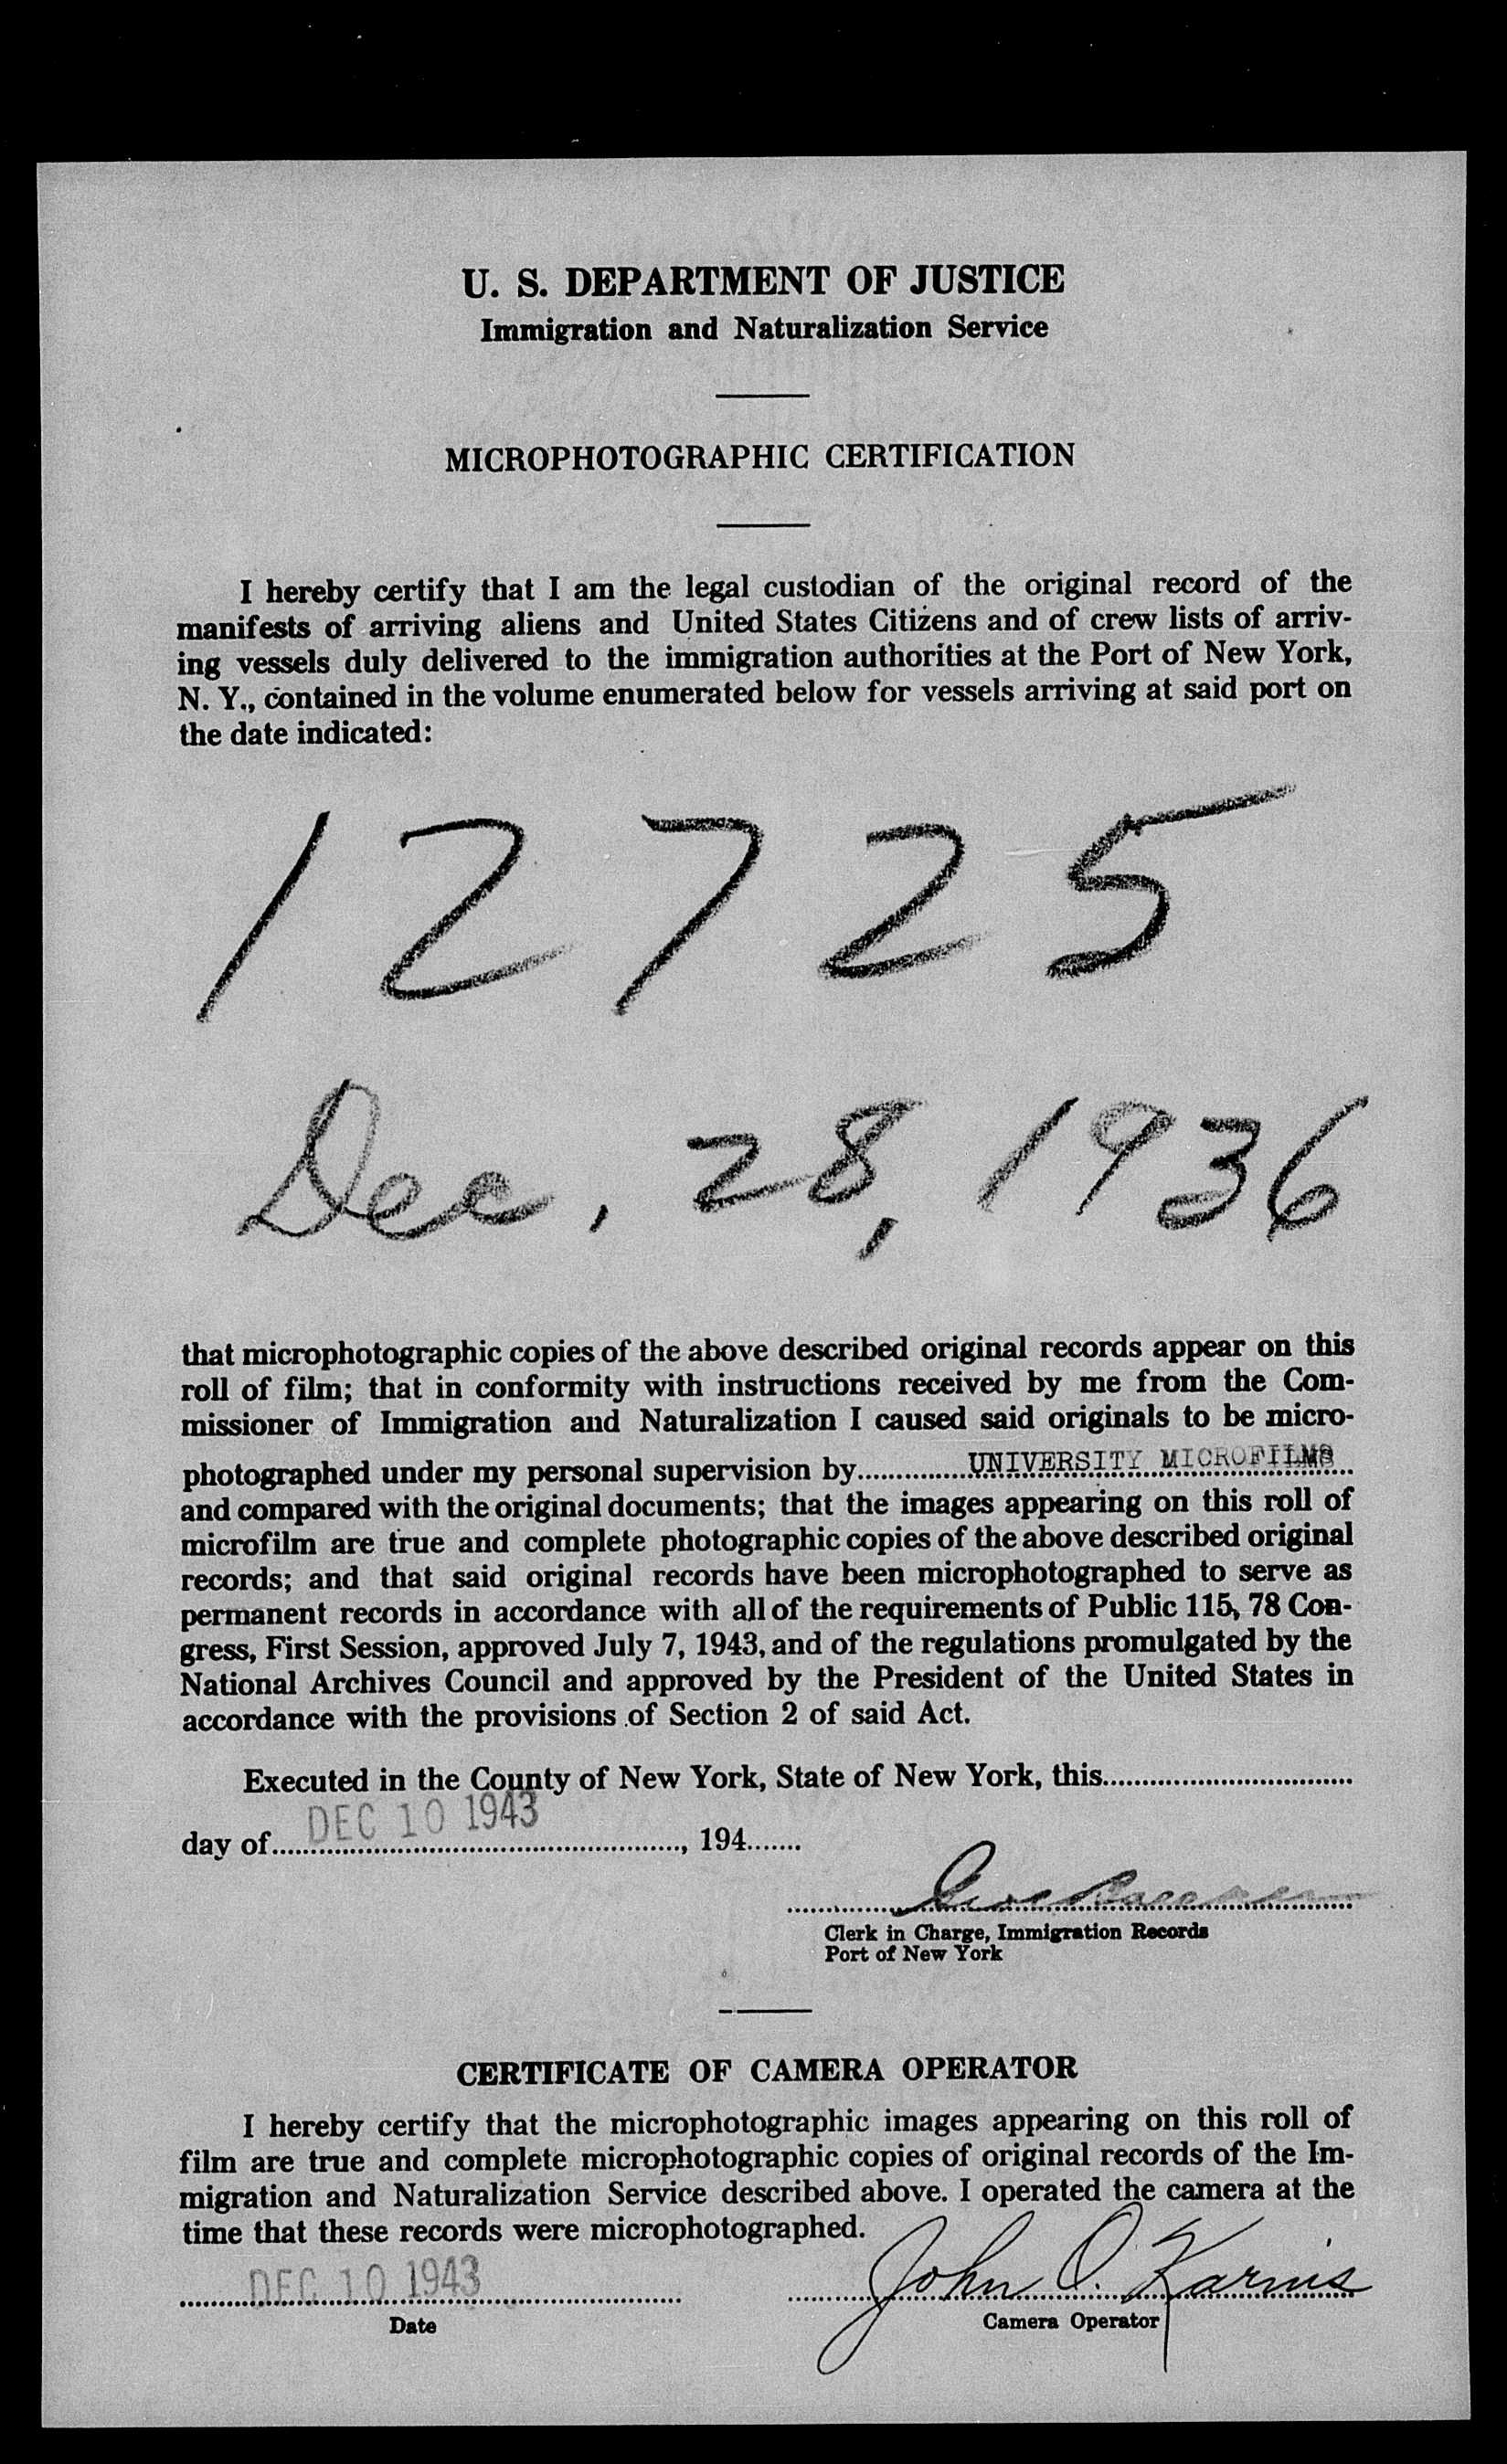 U. S. DEPARTMENT OF JUSTICE
Immigration and Naturalization Service
MICROPHOTOGRAPHIC CERTIFICATION
I hereby certify that I am the legal custodian of the original record of the
manifests of arriving aliens and United States Citizens and of crew lists of arriv-
ing vessels duly delivered to the immigration authorities at the Port of New York,
N. Y., contained in the volume enumerated below for vessels arriving at said port on
the date indicated:
12725
Dec, 28, 1936
that microphotographic copies of the above described original records appear on this
roll of film; that in conformity with instructions received by me from the Com-
missioner of Immigration and Naturalization I caused said originals to be micro-
photographed under my personal supervision by UNIVERSITY MICROFILMS
and compared with the original documents; that the images appearing on this roll of
microfilm are true and complete photographic copies of the above described original
records; and that said original records have been microphotographed to serve as
permanent records in accordance with all of the requirements of Public 115, 78 Con-
gress, First Session, approved July 7, 1943, and of the regulations promulgated by the
National Archives Council and approved by the President of the United States in
accordance with the provisions of Section 2 of said Act.
Executed in the County of New York, State of New York, this
DEC 10 1943
day of , 194
Clerk in Charge, Immigration Records
Port of New York
CERTIFICATE OF CAMERA OPERATOR
I hereby certify that the microphotographic images appearing on this roll of
film are true and complete microphotographic copies of original records of the Im-
migration and Naturalization Service described above. I operated the camera at the
time that these records were microphotographed.
DEC 10 1943 John O. Karins
Date Camera Operator